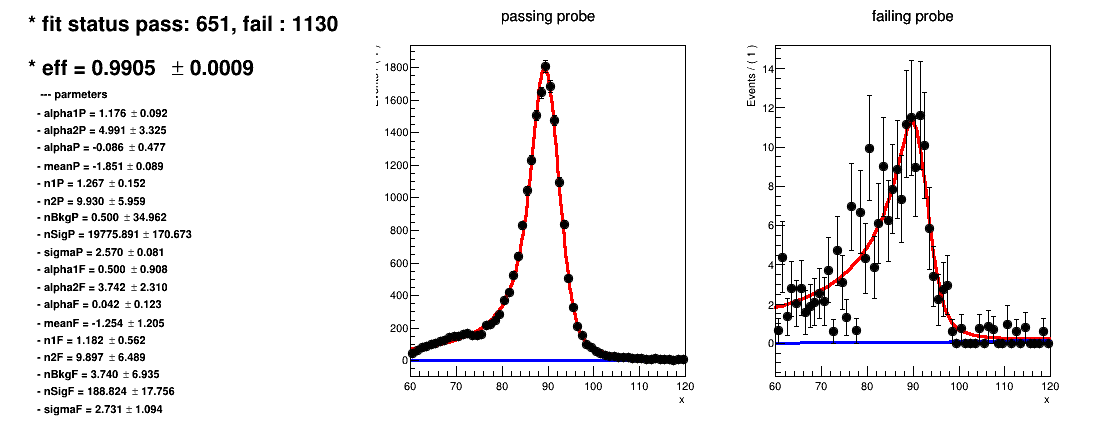 * fit status pass: 651, fail : 1130
* eff = 0.9905 ± 0.0009
--- parmeters
- alpha1P = 1.176 ± 0.092
- alpha2P = 4.991 ± 3.325
- alphaP = -0.086 ± 0.477
- meanP = -1.851 ± 0.089
- n1P = 1.267 ± 0.152
- n2P = 9.930 ± 5.959
- nBkgP = 0.500 ± 34.962
- nSigP = 19775.891 ± 170.673
- sigmaP = 2.570 ± 0.081
- alpha1F = 0.500 ± 0.908
- alpha2F = 3.742 ± 2.310
- alphaF = 0.042 ± 0.123
- meanF = -1.254 ± 1.205
- n1F = 1.182 ± 0.562
- n2F = 9.897 ± 6.489
- nBkgF = 3.740 ± 6.935
- nSigF = 188.824 ± 17.756
- sigmaF = 2.731 ± 1.094
passing probe
1800
1600
1400
1200
1000
800
600
400
200
0
60 70 80 90 100 110 120
x
failing probe
Events / ( 1 )
14
12
10
8
6
4
2
0
60 70 80 90 100 110 120
x